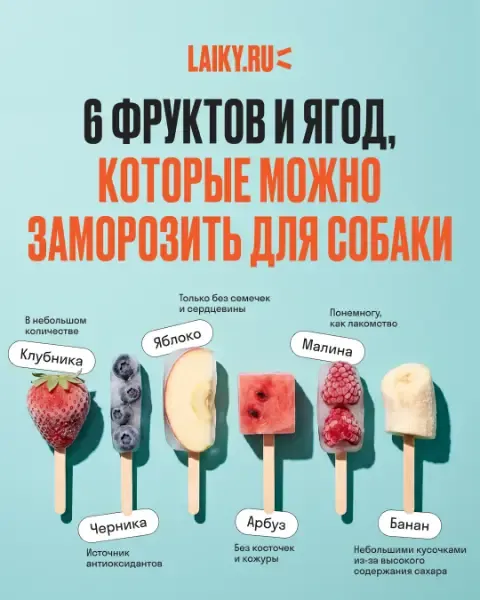 LAIKY.RU
6 ФРУКТОВ И ЯГОД,
КОТОРЫЕ МОЖНО
ЗАМОРОЗИТЬ ДЛЯ СОБАКИ
В небольшом
количестве
Клубника
Черника
Источник
антиоксидантов
Только без семечек
и сердцевины
Яблоко
Арбуз
Без косточек
и кожуры
Понемногу,
как лакомство
Малина
Банан
Небольшими кусочками
из-за высокого
содержания сахара